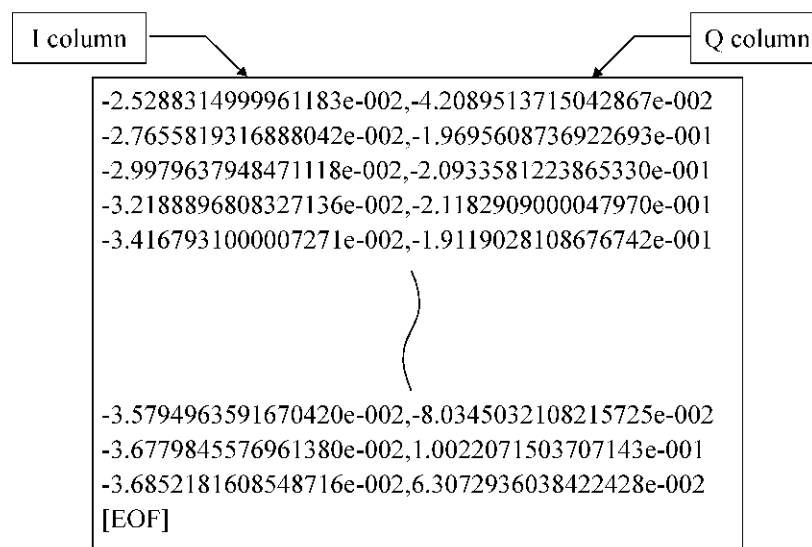 I column
Q column
-2.5288314999961183e-002,-4.2089513715042867e-002
-2.7655819316888042e-002,-1.9695608736922693e-001
-2.9979637948471118e-002,-2.0933581223865330e-001
-3.2188896808327136e-002,-2.1182909000047970e-001
-3.4167931000007271e-002,-1.9119028108676742e-001
-3.5794963591670420e-002,-8.0345032108215725e-002
-3.6779845576961380e-002,1.0022071503707143e-001
-3.6852181608548716e-002,6.3072936038422428e-002
[EOF]